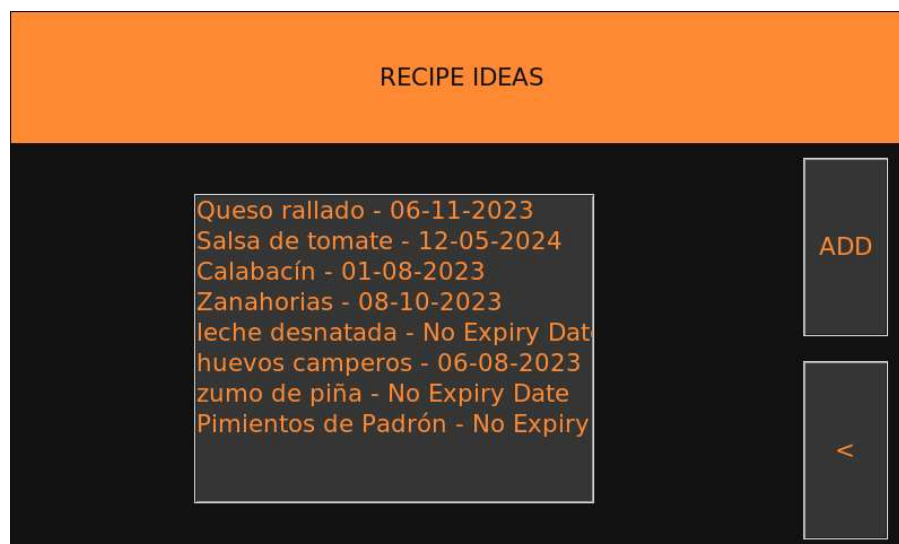 RECIPE IDEAS
Queso rallado - 06-11-2023
Salsa de tomate - 12-05-2024
Calabacín - 01-08-2023
Zanahorias - 08-10-2023
leche desnatada - No Expiry Dat
huevos camperos - 06-08-2023
zumo de piña - No Expiry Date
Pimientos de Padrón - No Expiry
ADD
<